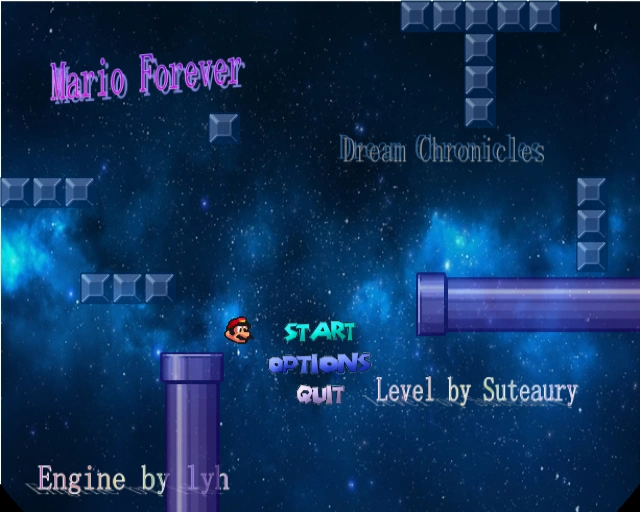 Mario Forever
Dream Chronicles
START
OPTIONS
QUIT
Level by Suteaury
Engine by lyh